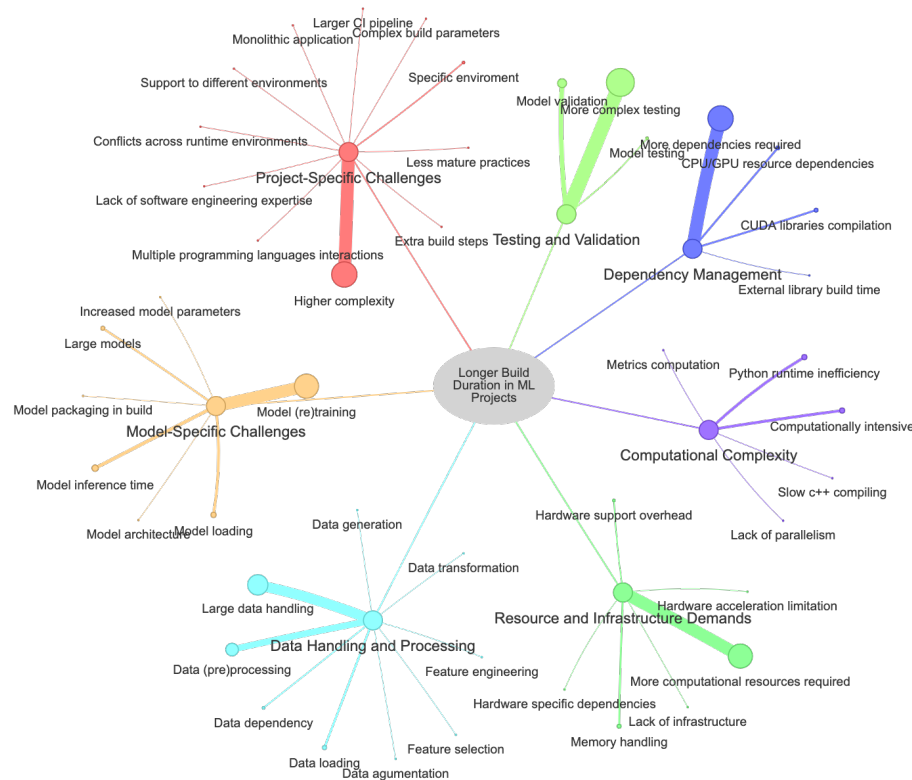 Larger CI pipeline
Complex build parameters
Monolithic application
Support to different environments
Specific enviroment
Conflicts across runtime environments
Less mature practices
Project-Specific Challenges
Lack of software engineering expertise
Extra build steps
Multiple programming languages interactions
Higher complexity
Model validation
More complex testing
Model testing
Testing and Validation
More dependencies required
CPU/GPU resource dependencies
CUDA libraries compilation
Dependency Management
External library build time
Longer Build
Duration in ML
Projects
Increased model parameters
Large models
Model packaging in build
Model (re)training
Model-Specific Challenges
Model inference time
Model architecture
Model loading
Metrics computation
Python runtime inefficiency
Computationally intensive
Computational Complexity
Slow c++ compiling
Lack of parallelism
Data generation
Data transformation
Large data handling
Data Handling and Processing
Data (pre)processing
Feature engineering
Data dependency
Feature selection
Data loading
Data agumentation
Hardware support overhead
Hardware acceleration limitation
Resource and Infrastructure Demands
More computational resources required
Hardware specific dependencies
Lack of infrastructure
Memory handling